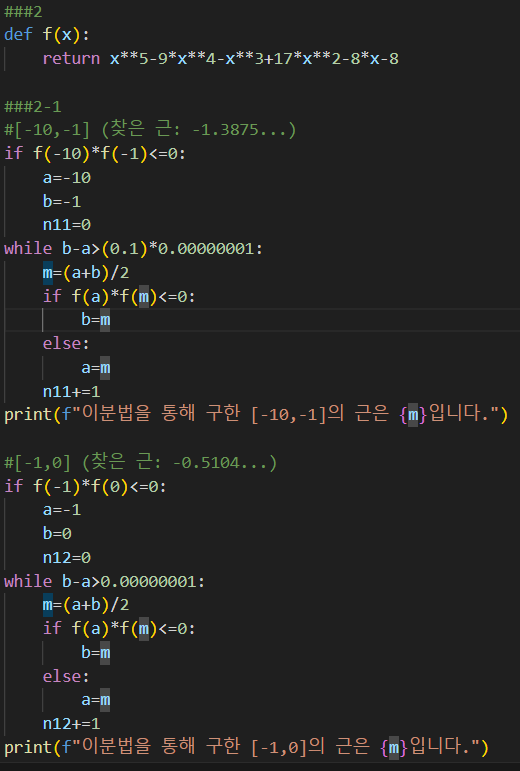 ###2
def f(x):
    return x**5-9*x**4-x**3+17*x**2-8*x-8
###2-1
#[-10,-1] (찾은 근: -1.3875...)
if f(-10)*f(-1)<=0:
    a=-10
    b=-1
    n11=0
while b-a>(0.1)*0.00000001:
    m=(a+b)/2
    if f(a)*f(m)<=0:
        b=m
    else:
        a=m
    n11+=1
print(f"이분법을 통해 구한 [-10,-1]의 근은 {m}입니다.")
#[-1,0] (찾은 근: -0.5104...)
if f(-1)*f(0)<=0:
    a=-1
    b=0
    n12=0
while b-a>0.00000001:
    m=(a+b)/2
    if f(a)*f(m)<=0:
        b=m
    else:
        a=m
    n12+=1
print(f"이분법을 통해 구한 [-1,0]의 근은 {m}입니다.")